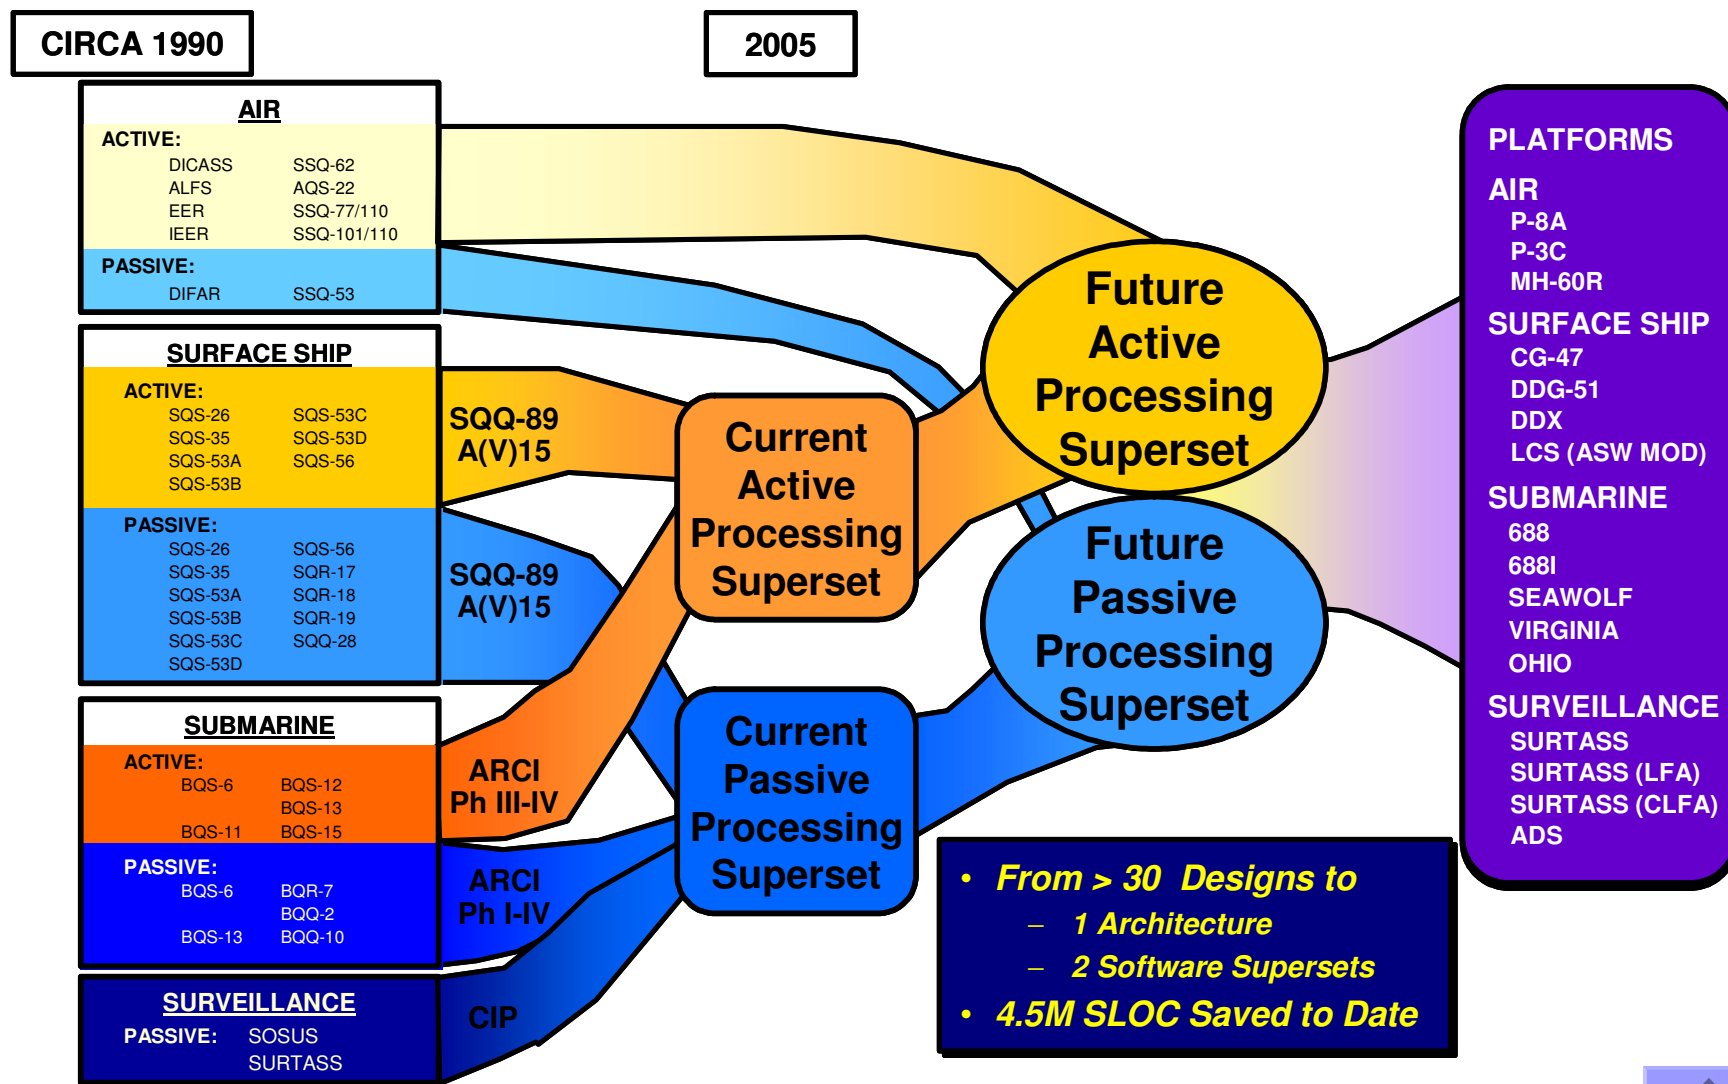 CIRCA 1990
2005
AIR
ACTIVE:
DICASS SSQ-62
ALFS AQS-22
EER SSQ-77/110
IEER SSQ-101/110
PASSIVE:
DIFAR SSQ-53
SURFACE SHIP
ACTIVE:
SQS-26 SQS-53C
SQS-35 SQS-53D
SQS-53A SQS-56
SQS-53B
PASSIVE:
SQS-26 SQS-56
SQS-35 SQR-17
SQS-53A SQR-18
SQS-53B SQR-19
SQS-53C SQQ-28
SQS-53D
SUBMARINE
ACTIVE:
BQS-6 BQS-12
BQS-13
BQS-11 BQS-15
PASSIVE:
BQS-6 BQR-7
BQQ-2
BQS-13 BQQ-10
SURVEILLANCE
PASSIVE: SOSUS
SURTASS
SQQ-89
A(V)15
SQQ-89
A(V)15
ARCI
Ph III-IV
ARCI
Ph I-IV
CIP
Current
Active
Processing
Superset
Current
Passive
Processing
Superset
Future
Active
Processing
Superset
Future
Passive
Processing
Superset
• From > 30 Designs to
– 1 Architecture
– 2 Software Supersets
• 4.5M SLOC Saved to Date
PLATFORMS
AIR
P-8A
P-3C
MH-60R
SURFACE SHIP
CG-47
DDG-51
DDX
LCS (ASW MOD)
SUBMARINE
688
688I
SEAWOLF
VIRGINIA
OHIO
SURVEILLANCE
SURTASS
SURTASS (LFA)
SURTASS (CLFA)
ADS